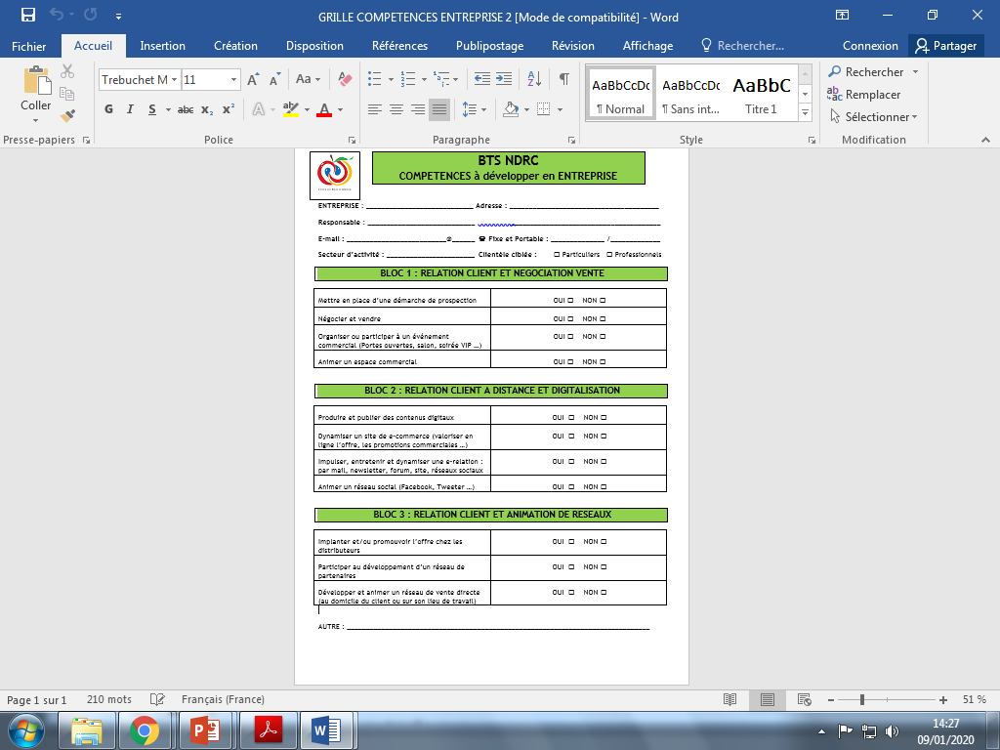 GRILLE COMPETENCES ENTREPRISE 2 [Mode de compatibilité] - Word
Fichier Accueil Insertion Création Disposition Références Publipostage Révision Affichage Rechercher... Connexion Partager
Coller
Trebuchet M 11 Aa
G I S abc x₂ x² A ab A
AaBbCcDc AaBbCcDc AaBbC
¶ Normal ¶ Sans int... Titre 1
Rechercher
Remplacer
Sélectionner
Presse-papiers Police Paragraphe Style Modification
BTS NDRC
COMPETENCES à développer en ENTREPRISE
ENTREPRISE : ____________________________ Adresse : _______________________________________
Responsable : ____________________________
E-mail : __________________________@______ ☎ Fixe et Portable : ______________ /_____________
Secteur d'activité : _______________________ Clientèle ciblée : ☐ Particuliers ☐ Professionnels
BLOC 1 : RELATION CLIENT ET NEGOCIATION VENTE
Mettre en place d'une démarche de prospection OUI ☐ NON ☐
Négocier et vendre OUI ☐ NON ☐
Organiser ou participer à un événement OUI ☐ NON ☐
commercial (Portes ouvertes, salon, soirée VIP …)
Animer un espace commercial OUI ☐ NON ☐
BLOC 2 : RELATION CLIENT A DISTANCE ET DIGITALISATION
Produire et publier des contenus digitaux OUI ☐ NON ☐
Dynamiser un site de e-commerce (valoriser en OUI ☐ NON ☐
ligne l'offre, les promotions commerciales …)
Impulser, entretenir et dynamiser une e-relation : OUI ☐ NON ☐
par mail, newsletter, forum, site, réseaux sociaux
Animer un réseau social (Facebook, Tweeter …) OUI ☐ NON ☐
BLOC 3 : RELATION CLIENT ET ANIMATION DE RESEAUX
Implanter et/ou promouvoir l'offre chez les OUI ☐ NON ☐
distributeurs
Participer au développement d'un réseau de OUI ☐ NON ☐
partenaires
Développer et animer un réseau de vente directe OUI ☐ NON ☐
(au domicile du client ou sur son lieu de travail)
AUTRE : _______________________________________________________________________________
Page 1 sur 1 210 mots Français (France) 51 %
14:27
09/01/2020